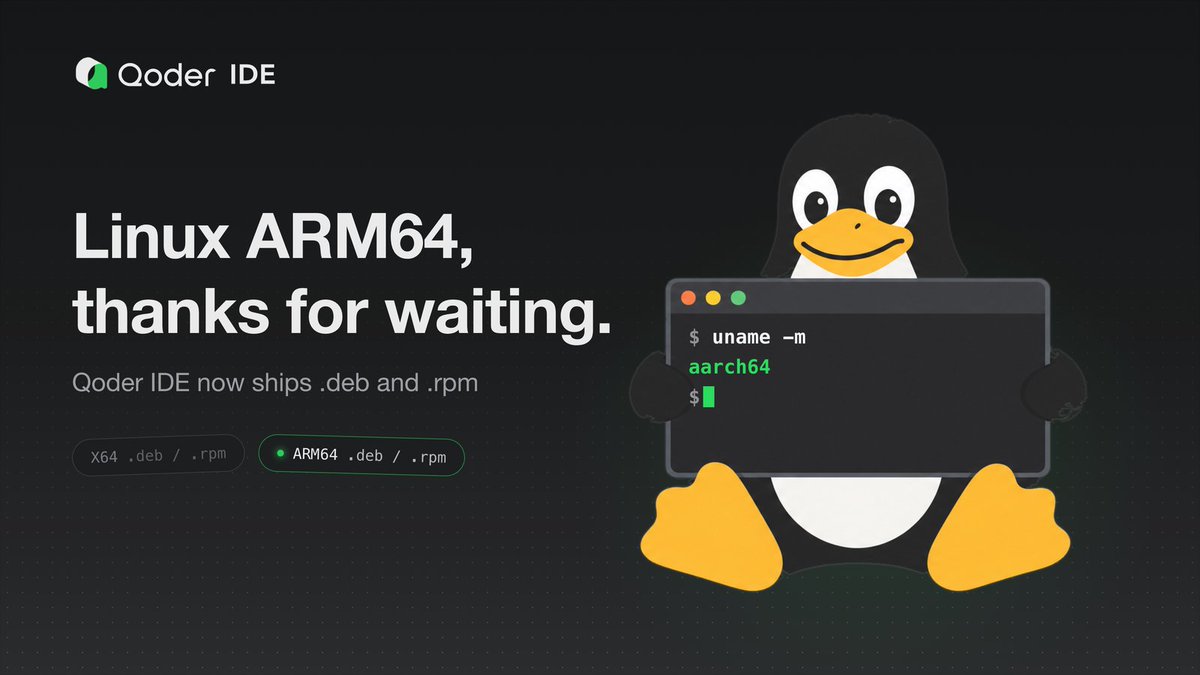 Qoder IDE
Linux ARM64,
thanks for waiting.
Qoder IDE now ships .deb and .rpm
X64 .deb / .rpm
ARM64 .deb / .rpm
$ uname -m
aarch64
$